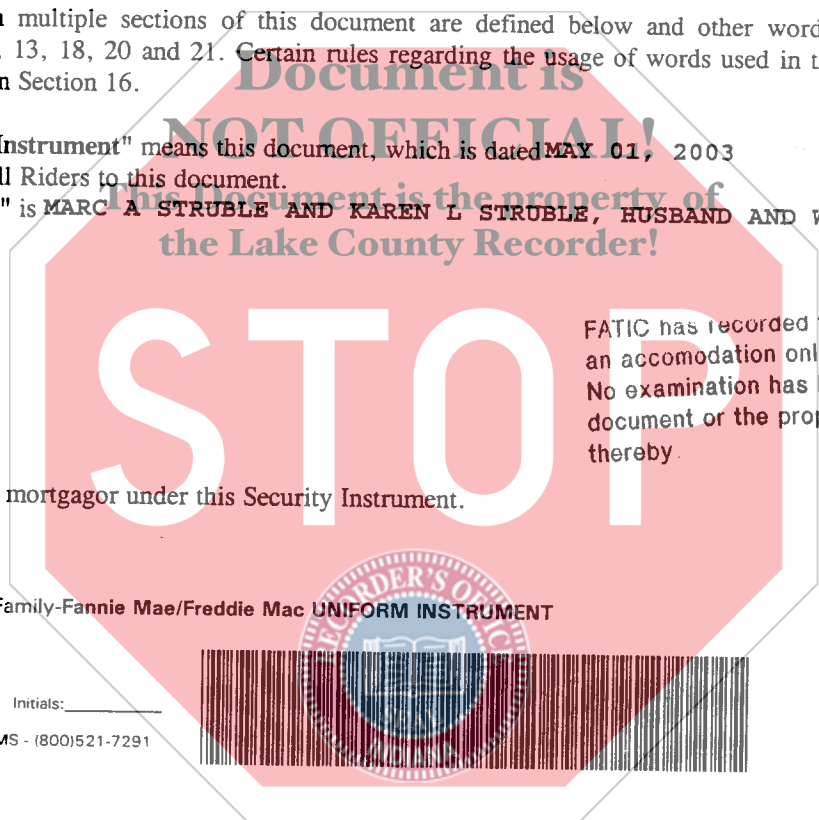 multiple sections of this document are defined below and other word
13, 18, 20 and 21. Certain rules regarding the usage of words used in t
n Section 16.
Document is
NOT OFFICIAL!
Instrument" means this document, which is dated MAY 01, 2003
ll Riders to this document.
This Document is the property of
" is MARC A STRUBLE AND KAREN L STRUBLE, HUSBAND AND W
the Lake County Recorder!
STOP
FATIC has recorded
an accomodation onl
No examination has
document or the prop
thereby.
mortgagor under this Security Instrument.
Family-Fannie Mae/Freddie Mac UNIFORM INSTRUMENT
RECORDER'S OFFICE
SEAL
INDIANA
Initials:
MS - (800)521-7291